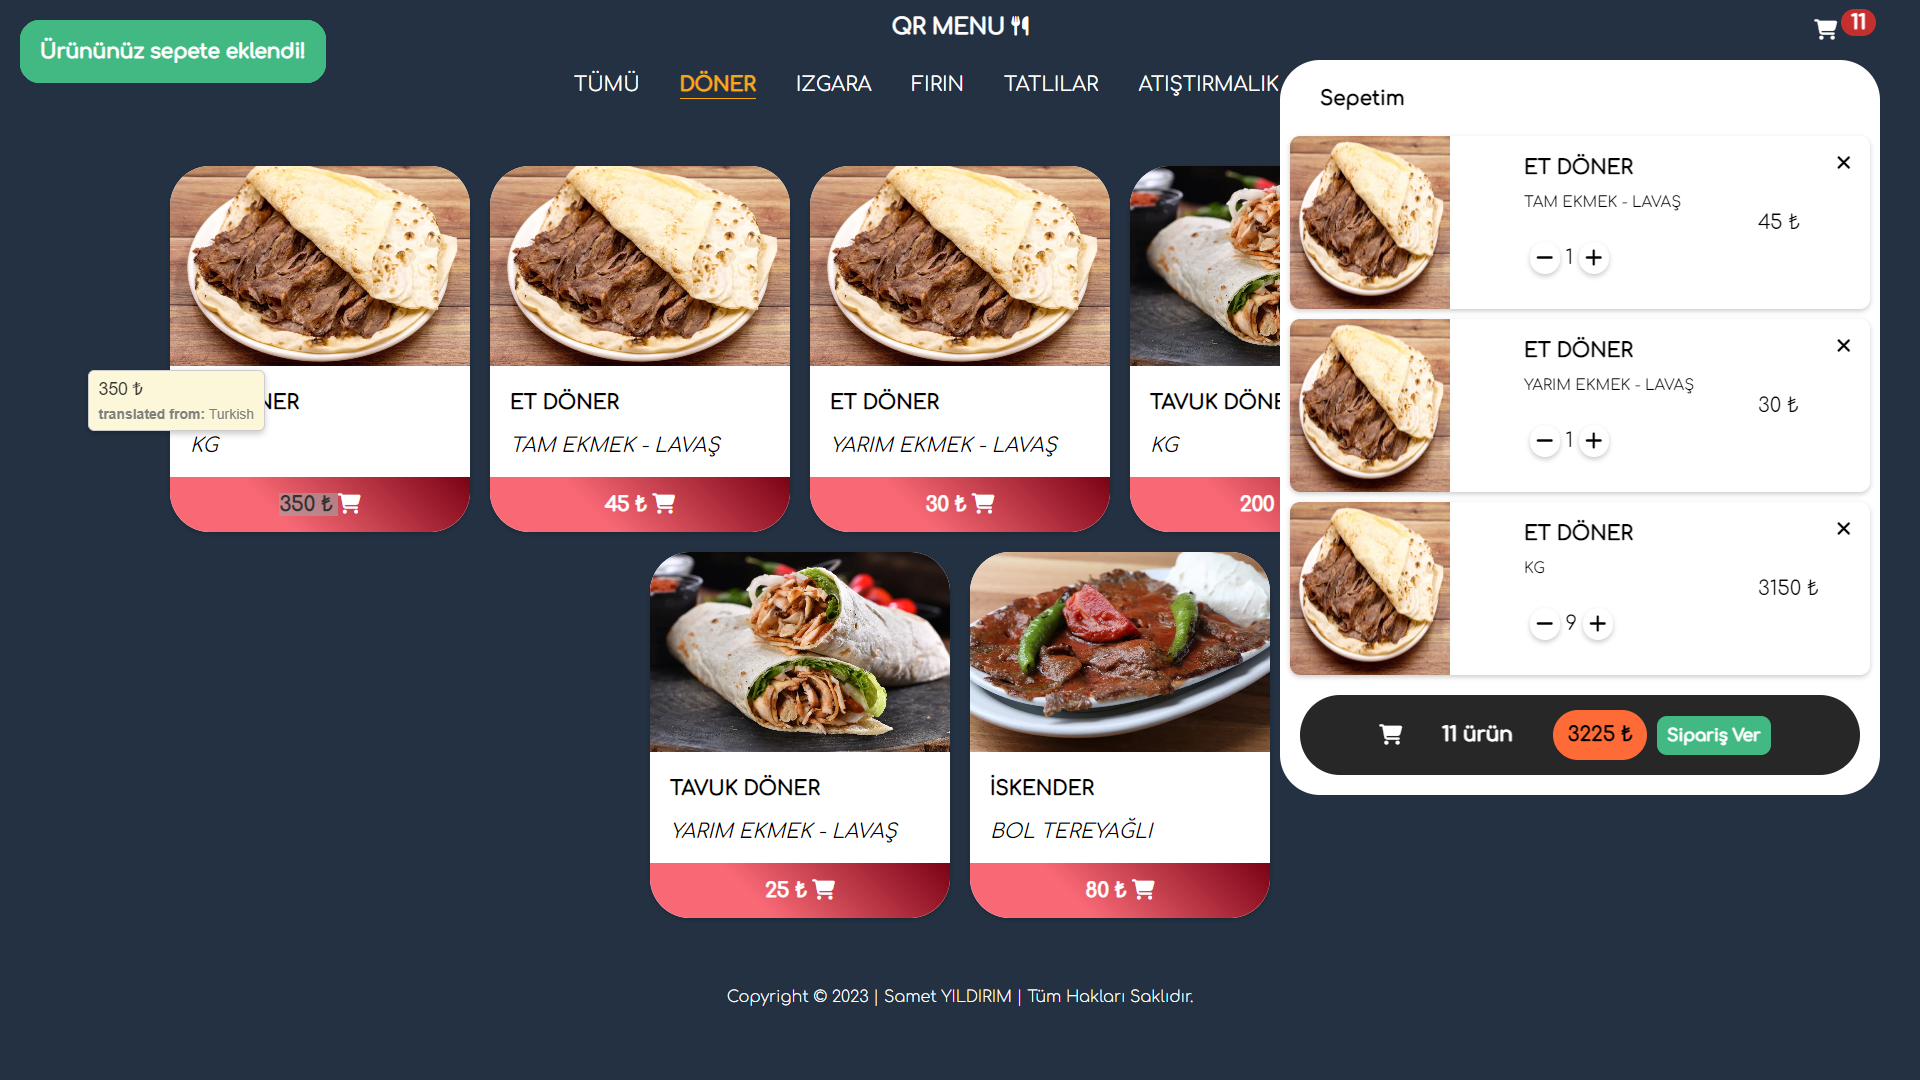 QR MENU
11
Ürününüz sepete eklendi!
TÜMÜ DÖNER IZGARA FIRIN TATLILAR ATIŞTIRMALIK
Sepetim
ET DÖNER
TAM EKMEK - LAVAŞ
45 ₺
1
ET DÖNER
YARIM EKMEK - LAVAŞ
30 ₺
1
ET DÖNER
KG
3150 ₺
9
11 ürün 3225 ₺ Sipariş Ver
350 ₺
translated from: Turkish
NER
KG
350 ₺
ET DÖNER
TAM EKMEK - LAVAŞ
45 ₺
ET DÖNER
YARIM EKMEK - LAVAŞ
30 ₺
TAVUK DÖNE
KG
200
TAVUK DÖNER
YARIM EKMEK - LAVAŞ
25 ₺
İSKENDER
BOL TEREYAĞLI
80 ₺
Copyright © 2023 | Samet YILDIRIM | Tüm Hakları Saklıdır.